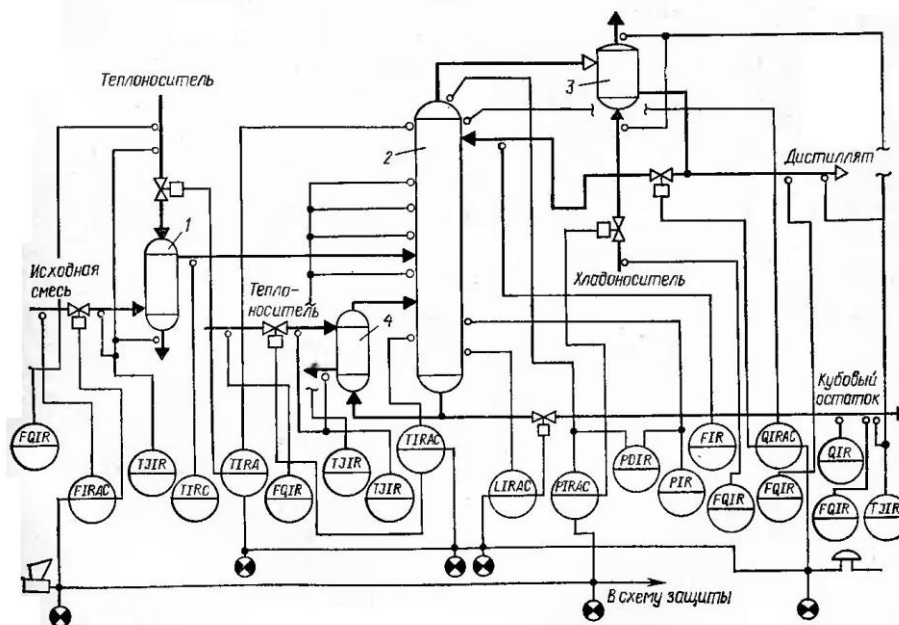 Теплоноситель
3
2
Дистиллят
1
Исходная
смесь
Тепло-
носитель
Хладоноситель
4
Кубовый
остаток
FQIR
FIRAC
TJIR
TIRC
TIRA
FQIR
TJIR
TJIR
TIRAC
LIRAC
PIRAC
PDIR
PIR
FIR
FQIR
QIRAC
FQIR
QIR
FQIR
TJIR
В схему защиты